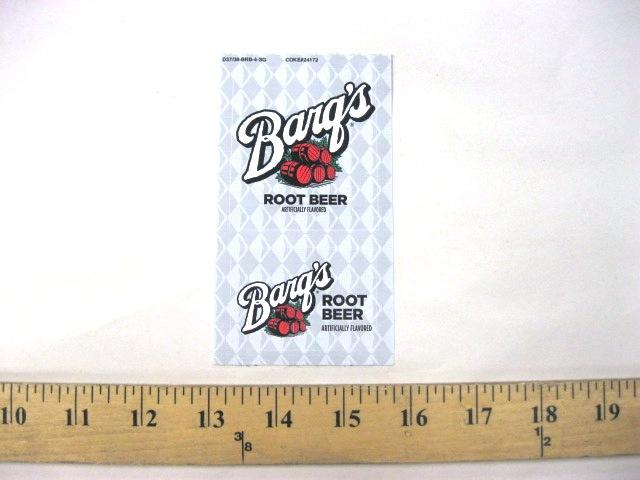 D37/38-BRB-4-SG COKE#24172
Barq's
ROOT BEER
ARTIFICIALLY FLAVORED
Barq's
ROOT
BEER
ARTIFICIALLY FLAVORED
10 11 12 13 14 15 16 17 18 19
3/8 1/2